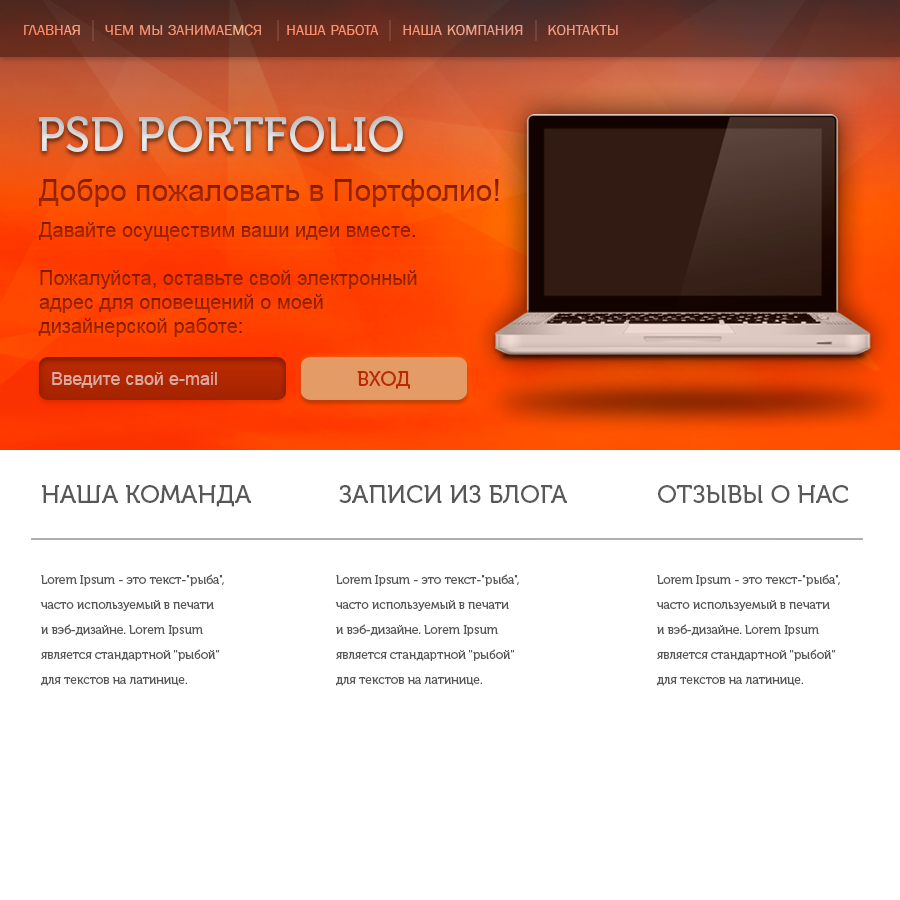 ГЛАВНАЯ ЧЕМ МЫ ЗАНИМАЕМСЯ НАША РАБОТА НАША КОМПАНИЯ КОНТАКТЫ
PSD PORTFOLIO
Добро пожаловать в Портфолио!
Давайте осуществим ваши идеи вместе.
Пожалуйста, оставьте свой электронный
адрес для оповещений о моей
дизайнерской работе:
Введите свой e-mail
ВХОД
НАША КОМАНДА
Lorem Ipsum - это текст-"рыба",
часто используемый в печати
и вэб-дизайне. Lorem Ipsum
является стандартной "рыбой"
для текстов на латинице.
ЗАПИСИ ИЗ БЛОГА
Lorem Ipsum - это текст-"рыба",
часто используемый в печати
и вэб-дизайне. Lorem Ipsum
является стандартной "рыбой"
для текстов на латинице.
ОТЗЫВЫ О НАС
Lorem Ipsum - это текст-"рыба",
часто используемый в печати
и вэб-дизайне. Lorem Ipsum
является стандартной "рыбой"
для текстов на латинице.